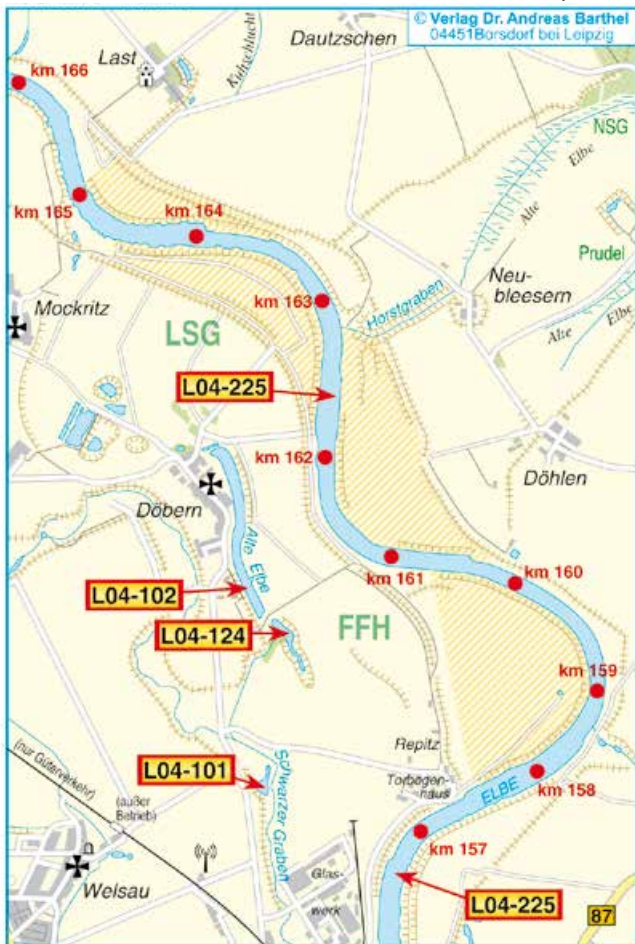 © Verlag Dr. Andreas Barthel
04451Borsdorf bei Leipzig
Dautzschen
Last
Kuhschlucht
km 166
NSG
Alte Elbe
km 165
km 164
Prudel
Neu-
bleesern
km 163
Horstgraben
Mockritz
LSG
Alte Elbe
L04-225
km 162
Döhlen
Döbern
Alte Elbe
km 161
km 160
L04-102
L04-124
FFH
km 159
(nur Güterverkehr)
L04-101
Schwarzer Graben
Repitz
Torbogen-
haus
ELBE
km 158
(außer
Betrieb)
km 157
Welsau
Glas-
werk
L04-225
87